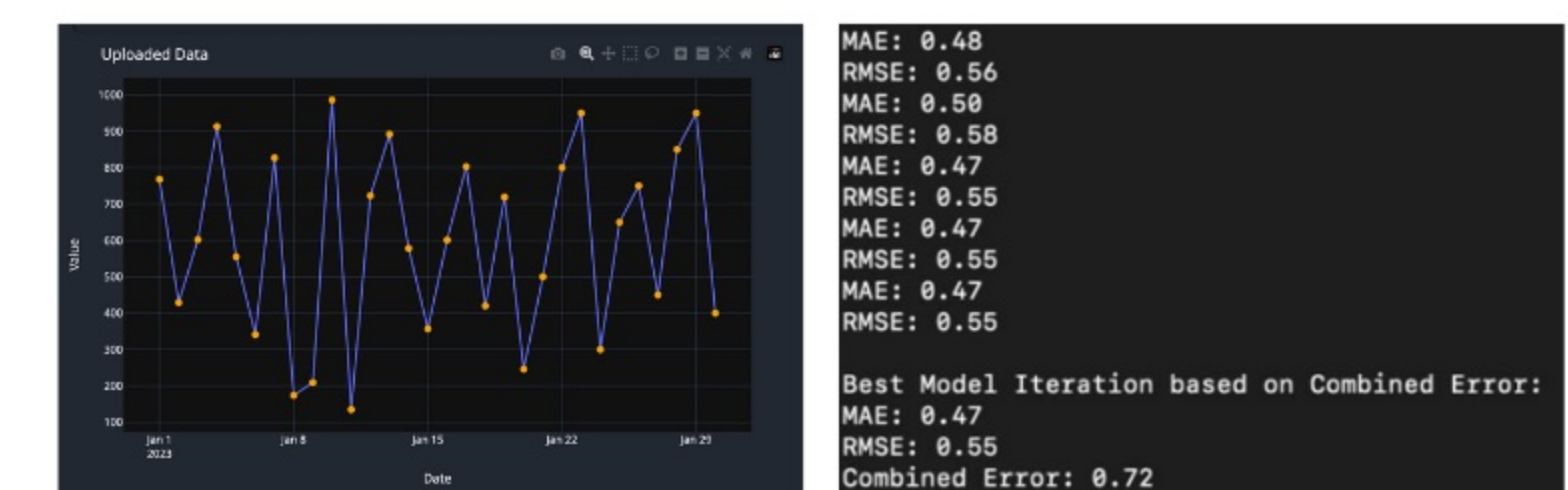 Uploaded Data
1000
900
800
700
600
500
400
300
200
100
Value
Jan 1
2023
Jan 8
Jan 15
Jan 22
Jan 29
Date
MAE: 0.48
RMSE: 0.56
MAE: 0.50
RMSE: 0.58
MAE: 0.47
RMSE: 0.55
MAE: 0.47
RMSE: 0.55
MAE: 0.47
RMSE: 0.55
Best Model Iteration based on Combined Error:
MAE: 0.47
RMSE: 0.55
Combined Error: 0.72